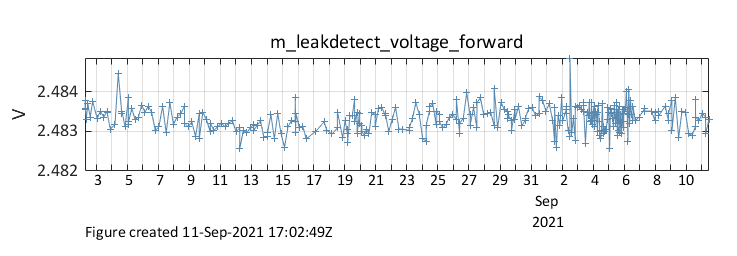 m_leakdetect_voltage_forward
2.484
2.483
2.482
V
3 5 7 9 11 13 15 17 19 21 23 25 27 29 31 2 4 6 8 10
Sep
2021
Figure created 11-Sep-2021 17:02:49Z